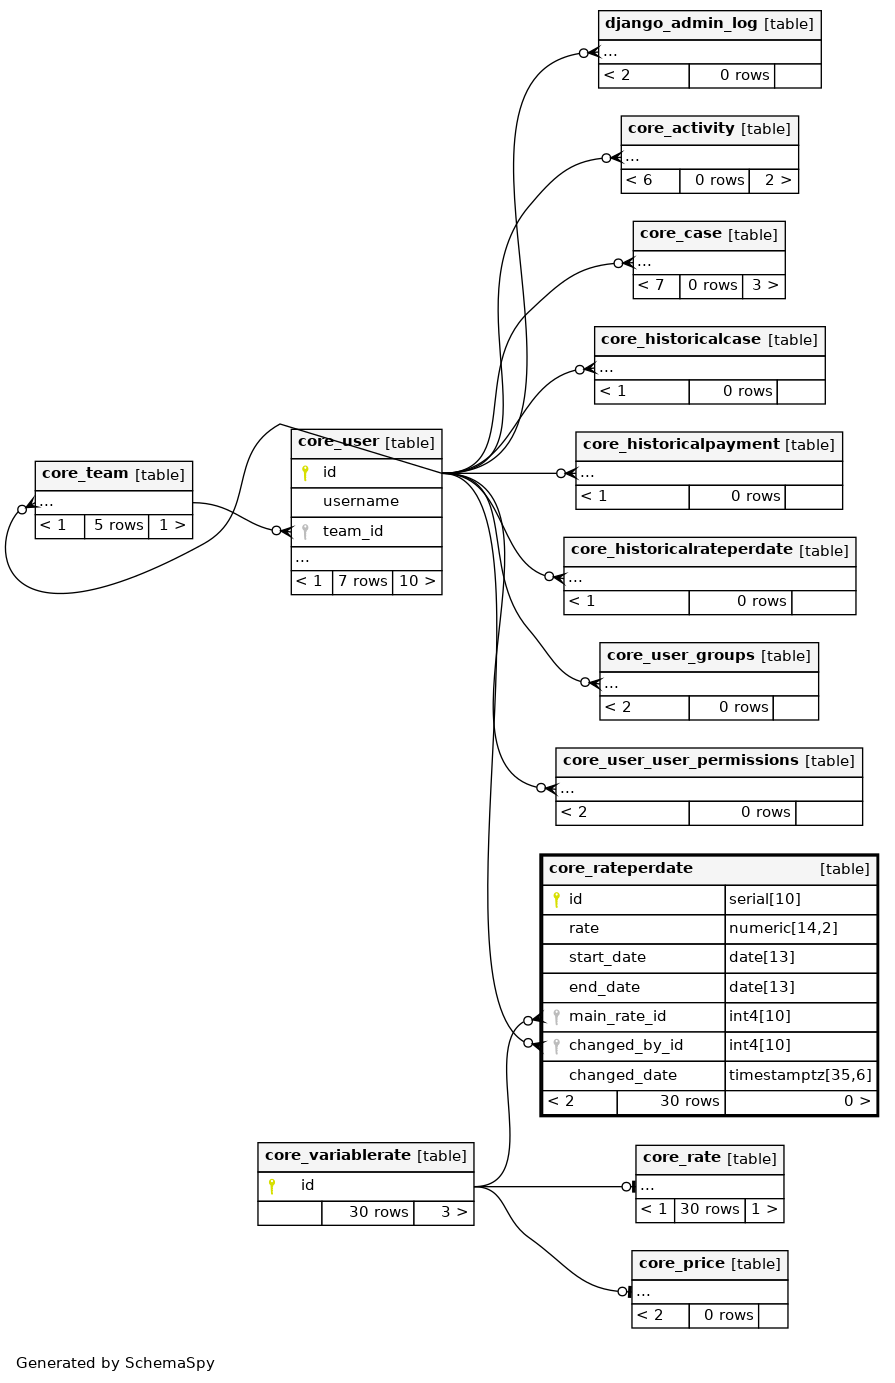 django_admin_log [table]
...
< 2 0 rows
core_activity [table]
...
< 6 0 rows 2 >
core_case [table]
...
< 7 0 rows 3 >
core_historicalcase [table]
...
< 1 0 rows
core_historicalpayment [table]
...
< 1 0 rows
core_historicalrateperdate [table]
...
< 1 0 rows
core_user_groups [table]
...
< 2 0 rows
core_user_user_permissions [table]
...
< 2 0 rows
core_team [table]
...
< 1 5 rows 1 >
core_user [table]
id
username
team_id
...
< 1 7 rows 10 >
core_rateperdate [table]
id serial[10]
rate numeric[14,2]
start_date date[13]
end_date date[13]
main_rate_id int4[10]
changed_by_id int4[10]
changed_date timestamptz[35,6]
< 2 30 rows 0 >
core_variablerate [table]
id
30 rows 3 >
core_rate [table]
...
< 1 30 rows 1 >
core_price [table]
...
< 2 0 rows
Generated by SchemaSpy